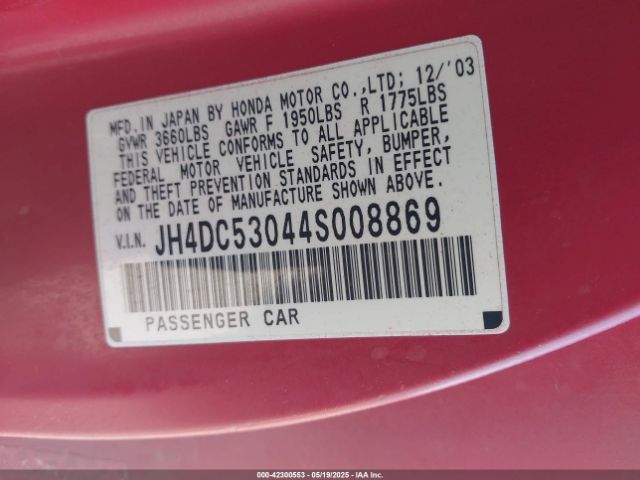 MFD.IN JAPAN BY HONDA MOTOR CO.,LTD; 12/'03
GVWR 3660LBS GAWR F 1950LBS R 1775LBS
THIS VEHICLE CONFORMS TO ALL APPLICABLE
FEDERAL MOTOR VEHICLE SAFETY, BUMPER,
AND THEFT PREVENTION STANDARDS IN EFFECT
ON THE DATE OF MANUFACTURE SHOWN ABOVE.
V.I.N. JH4DC53044S008869
PASSENGER CAR
000-42300553 - 05/19/2025 - IAAI.COM